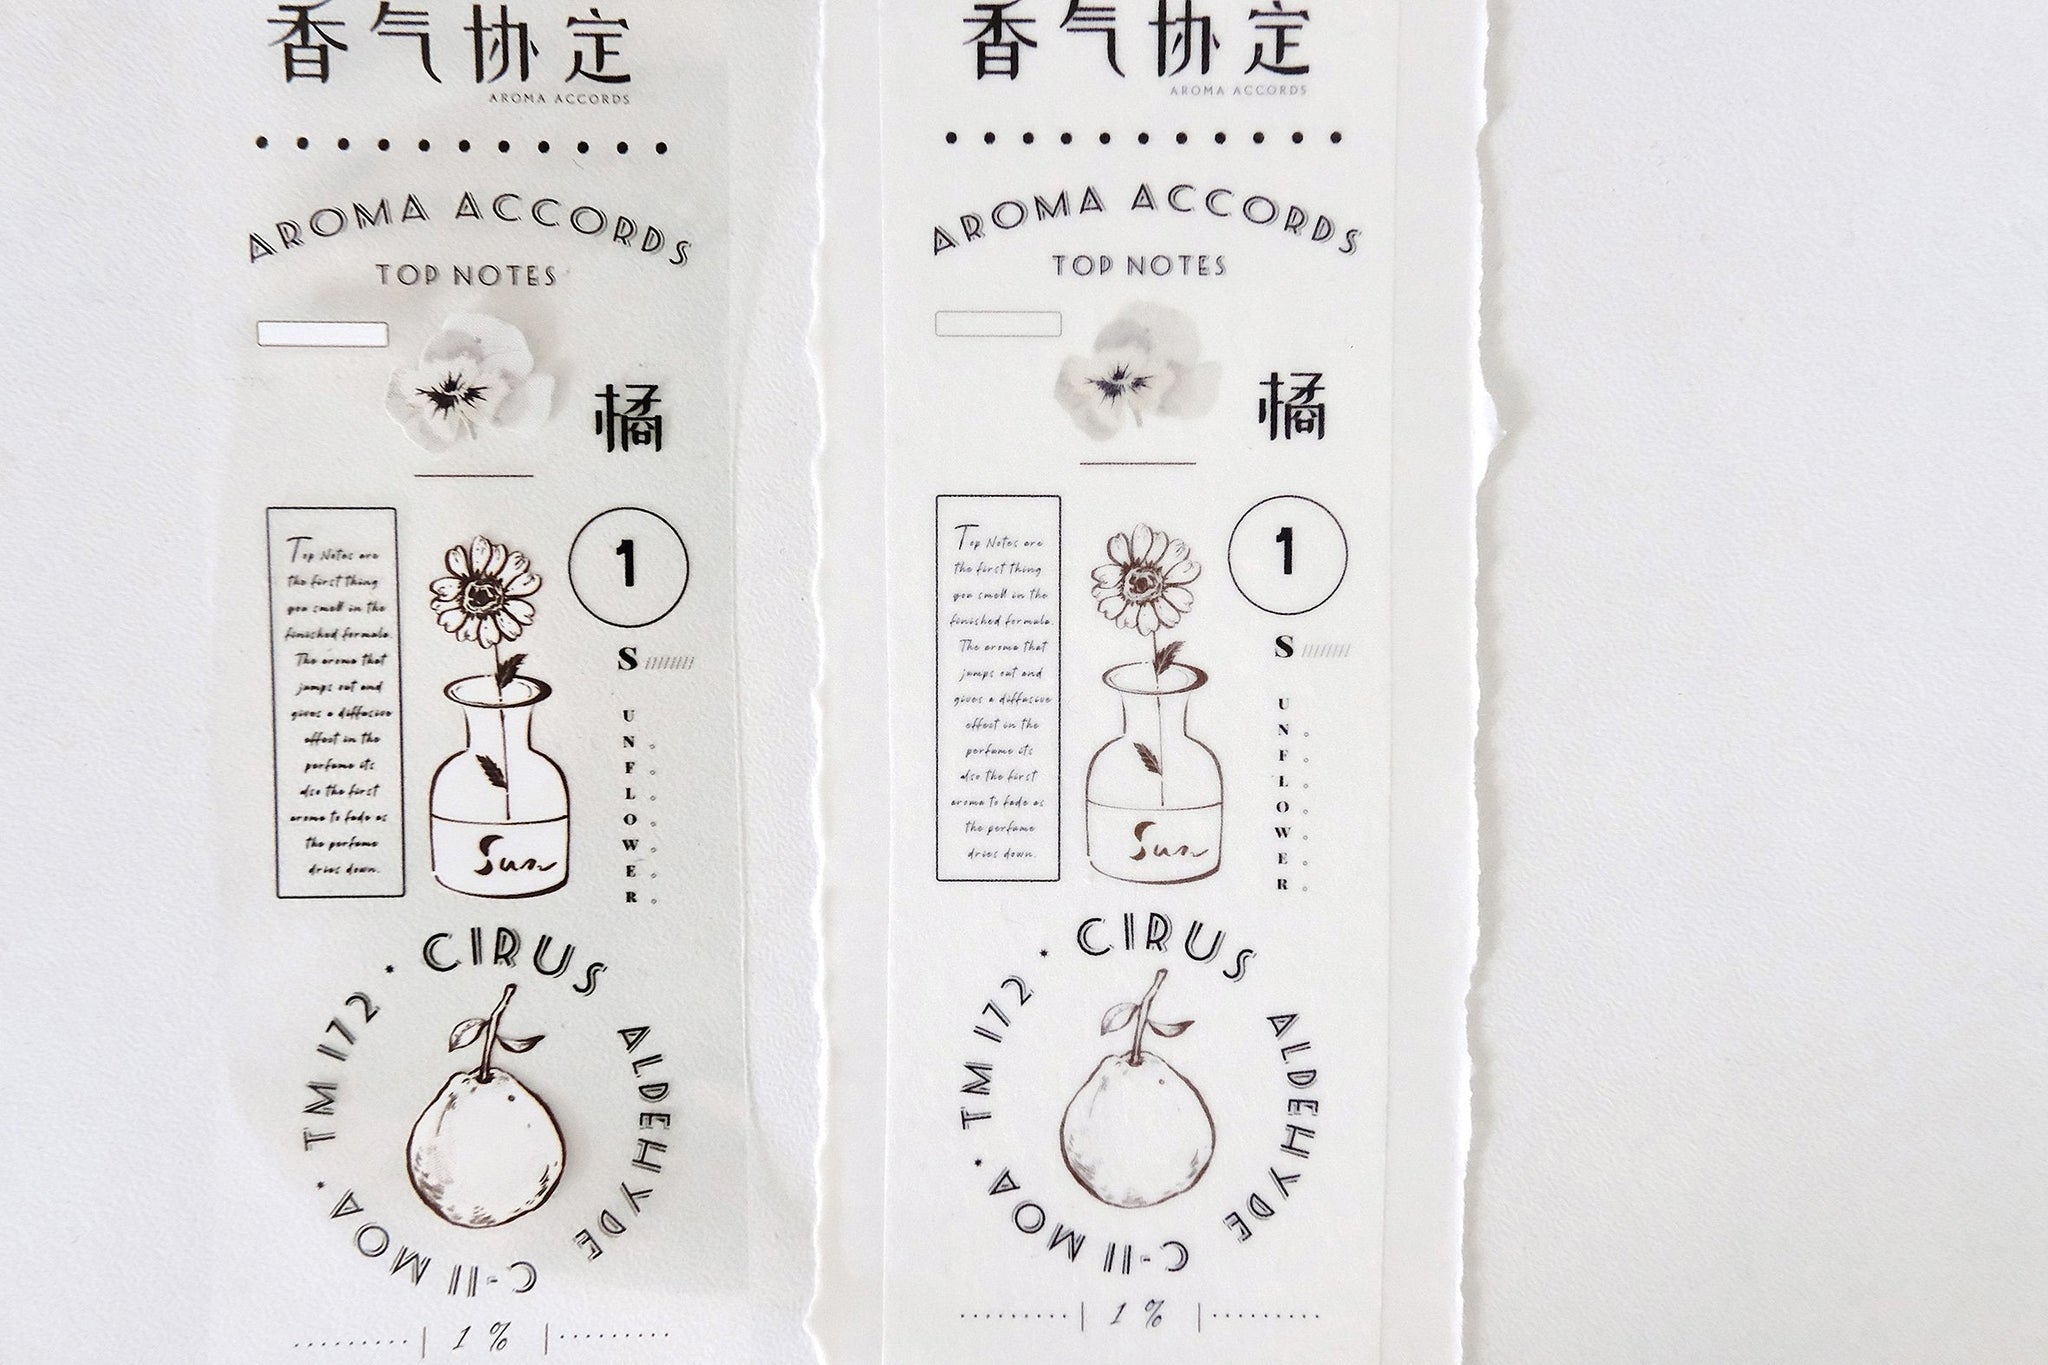 香气协定
AROMA ACCORDS
AROMA ACCORDS
TOP NOTES
橘
Top Notes are
the first thing
you smell in the
finished formula.
The aroma that
jumps out and
gives a diffusive
effect in the
perfume its
also the first
aroma to fade as
the perfume
dries down.
1
S
UNFLOWER
Sun
CIRUS ALDEHYDE C-11 MOA · TM 172 ·
1 %
香气协定
AROMA ACCORDS
AROMA ACCORDS
TOP NOTES
橘
Top Notes are
the first thing
you smell in the
finished formula.
The aroma that
jumps out and
gives a diffusive
effect in the
perfume its
also the first
aroma to fade as
the perfume
dries down.
1
S
UNFLOWER
Sun
CIRUS ALDEHYDE C-11 MOA · TM 172 ·
1 %